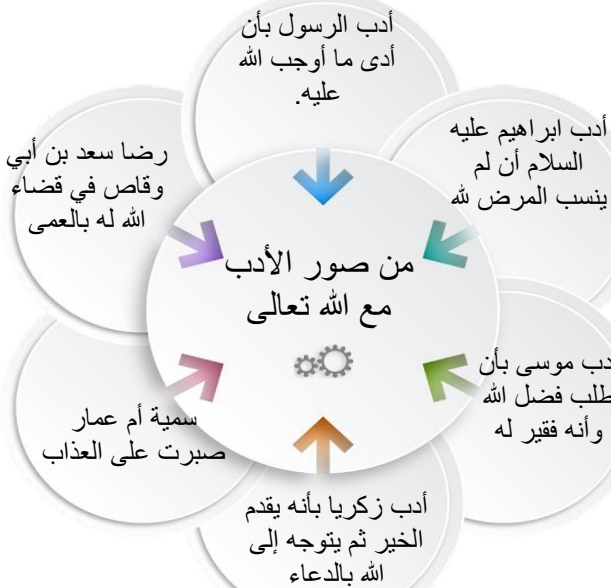 من صور الأدب
مع الله تعالى
أدب الرسول بأن
أدى ما أوجب الله
عليه.
أدب ابراهيم عليه
السلام أن لم
ينسب المرض لله
دب موسى بأن
طلب فضل الله
وأنه فقير له
أدب زكريا بأنه يقدم
الخير ثم يتوجه إلى
الله بالدعاء
سمية أم عمار
صبرت على العذاب
رضا سعد بن أبي
وقاص في قضاء
الله له بالعمى